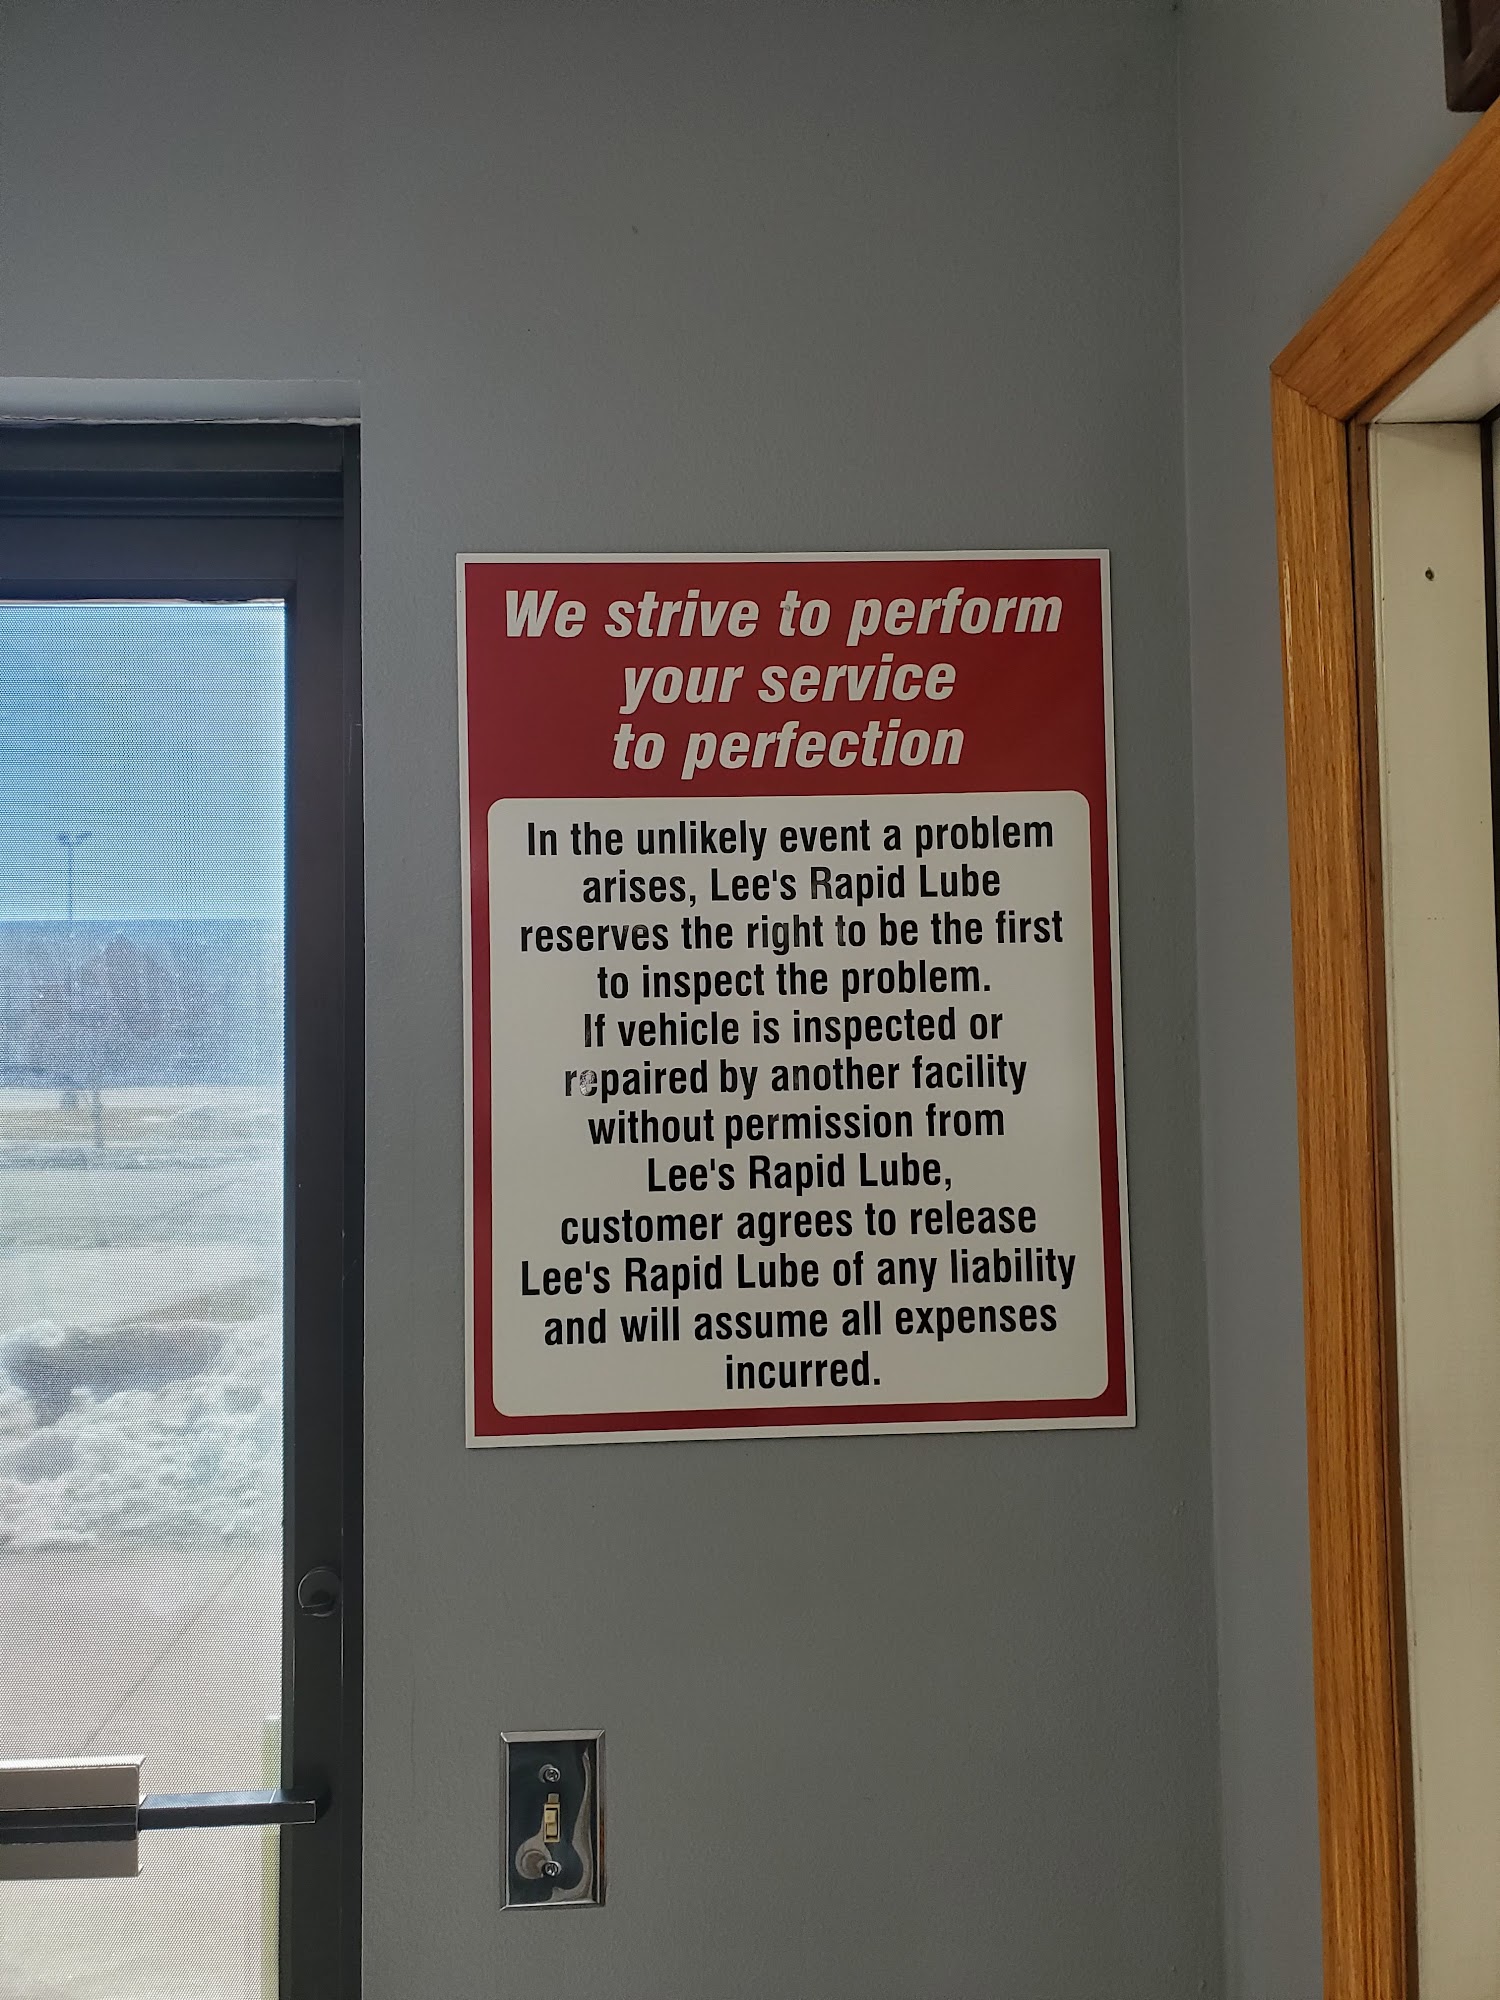 We strive to perform
your service
to perfection
In the unlikely event a problem
arises, Lee's Rapid Lube
reserves the right to be the first
to inspect the problem.
If vehicle is inspected or
repaired by another facility
without permission from
Lee's Rapid Lube,
customer agrees to release
Lee's Rapid Lube of any liability
and will assume all expenses
incurred.